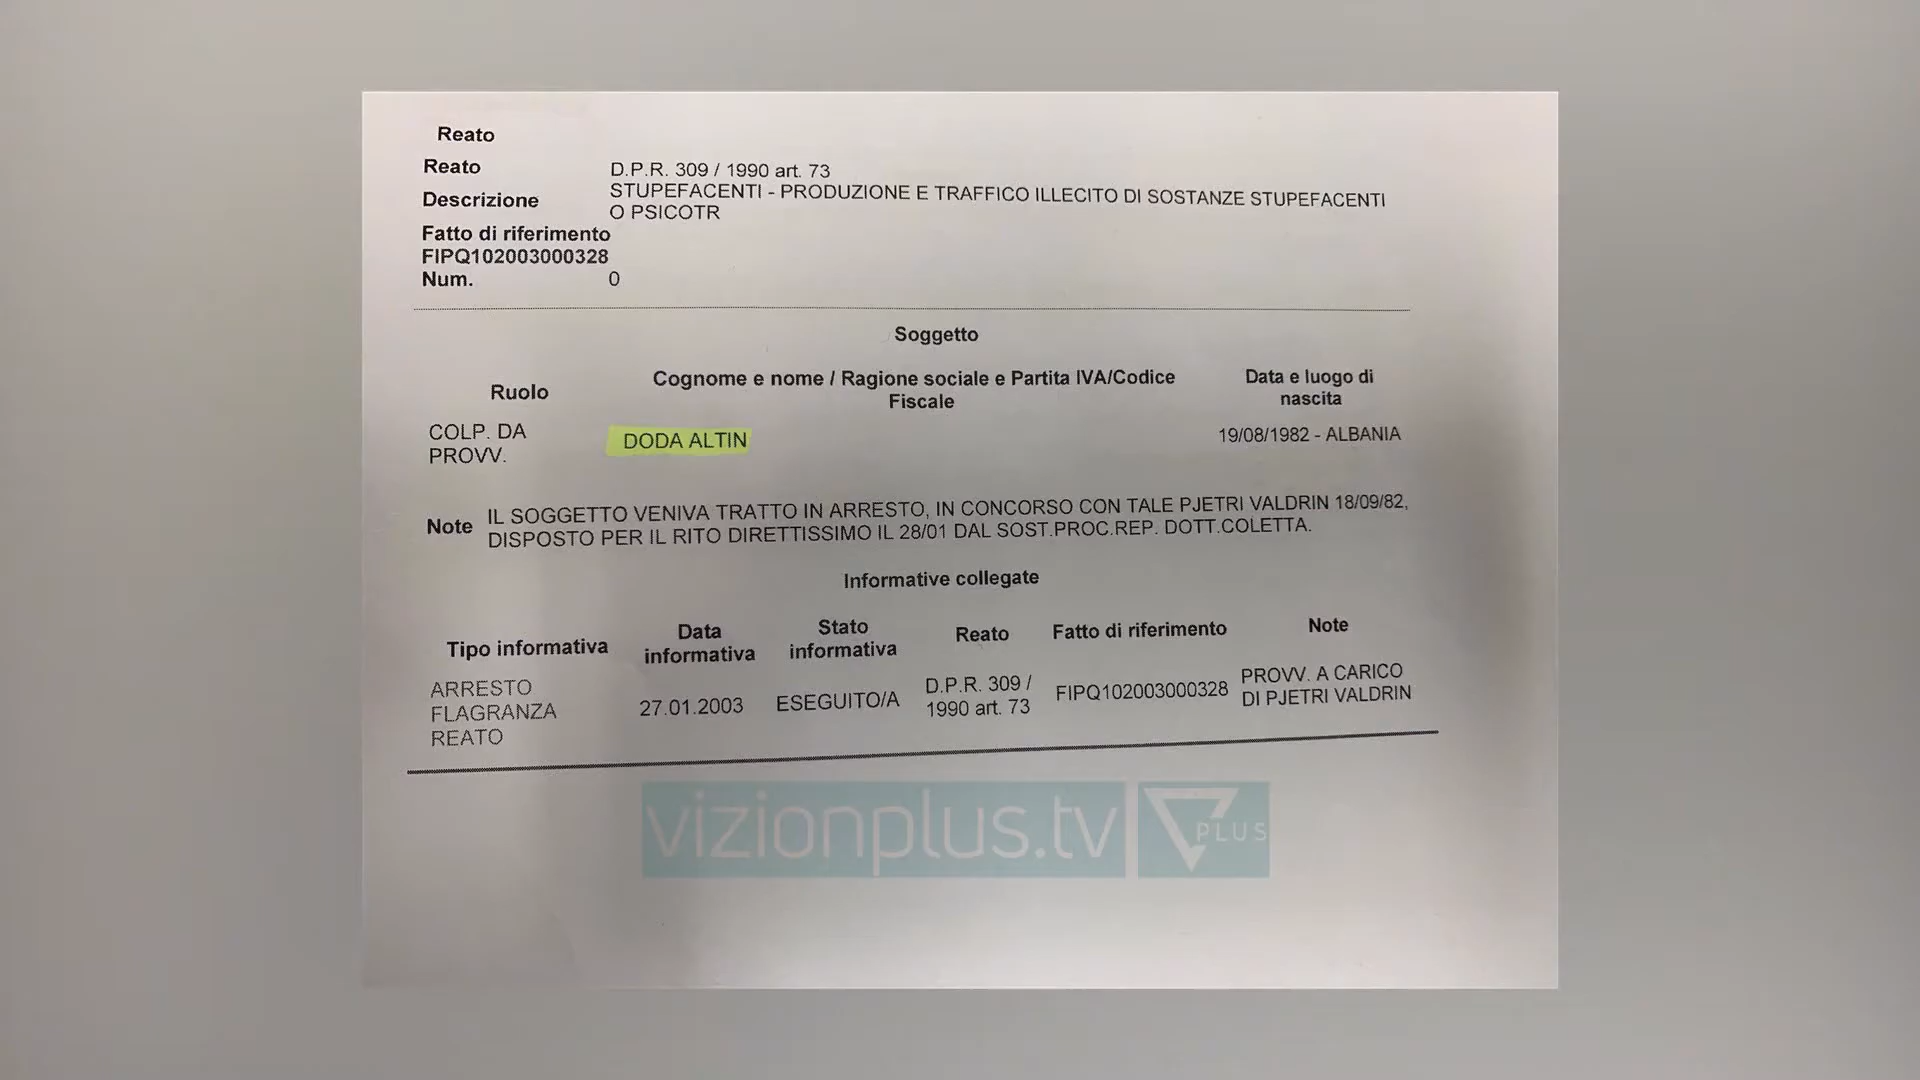 Reato
Reato D.P.R. 309 / 1990 art. 73
Descrizione STUPEFACENTI - PRODUZIONE E TRAFFICO ILLECITO DI SOSTANZE STUPEFACENTI
O PSICOTR
Fatto di riferimento
FIPQ102003000328
Num. 0
Soggetto
Ruolo
Cognome e nome / Ragione sociale e Partita IVA/Codice
Fiscale
Data e luogo di
nascita
COLP. DA
PROVV.
DODA ALTIN
19/08/1982 - ALBANIA
Note
IL SOGGETTO VENIVA TRATTO IN ARRESTO, IN CONCORSO CON TALE PJETRI VALDRIN 18/09/82,
DISPOSTO PER IL RITO DIRETTISSIMO IL 28/01 DAL SOST.PROC.REP. DOTT.COLETTA.
Informative collegate
Tipo informativa
Data
informativa
Stato
informativa
Reato
Fatto di riferimento
Note
ARRESTO
FLAGRANZA
REATO
27.01.2003
ESEGUITO/A
D.P.R. 309 /
1990 art. 73
FIPQ102003000328
PROVV. A CARICO
DI PJETRI VALDRIN
vizionplus.tv
PLUS